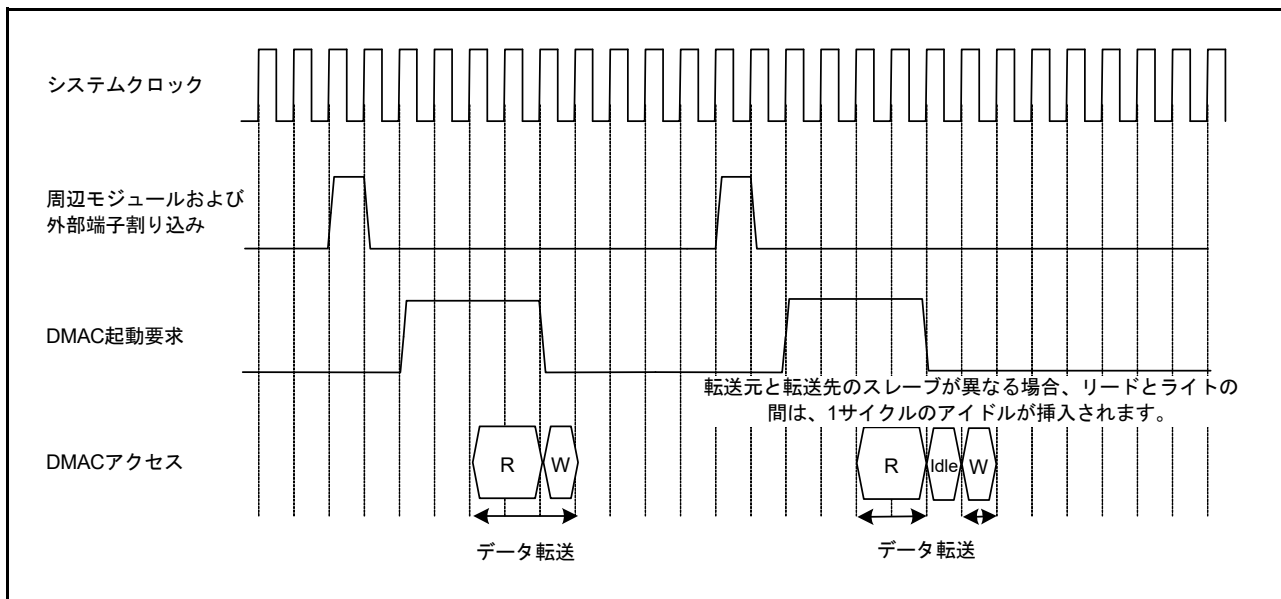 システムクロック
周辺モジュールおよび
外部端子割り込み
DMAC起動要求
転送元と転送先のスレーブが異なる場合、リードとライトの
間は、1サイクルのアイドルが挿入されます。
DMACアクセス
R
W
R
Idle
W
データ転送
データ転送